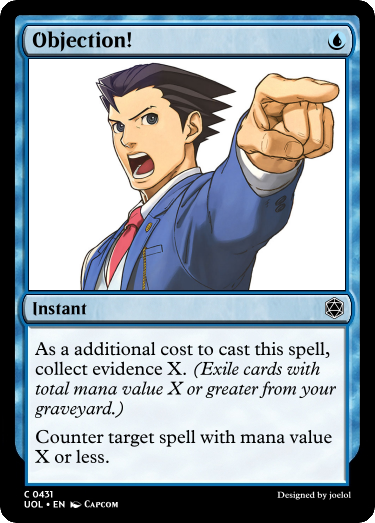 Objection!
Instant
As a additional cost to cast this spell,
collect evidence X. (Exile cards with
total mana value X or greater from your
graveyard.)
Counter target spell with mana value
X or less.
C 0431
UOL • EN Capcom
Designed by joelol